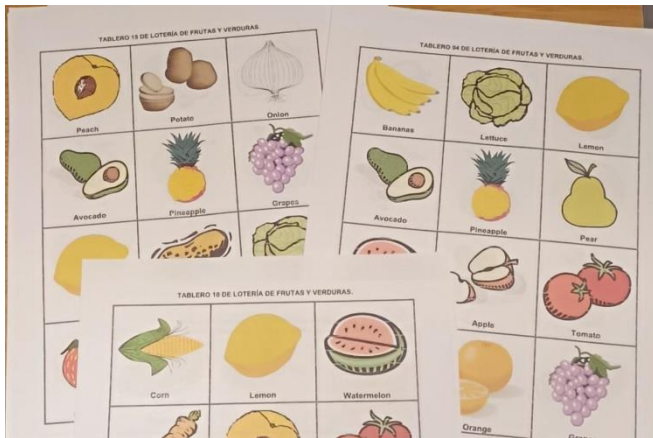 TABLERO 15 DE LOTERÍA DE FRUTAS Y VERDURAS.
Peach Potato Onion
Avocado Pineapple Grapes
TABLERO 04 DE LOTERÍA DE FRUTAS Y VERDURAS.
Bananas Lettuce Lemon
Avocado Pineapple Pear
Apple Tomato
Orange
TABLERO 18 DE LOTERÍA DE FRUTAS Y VERDURAS.
Corn Lemon Watermelon